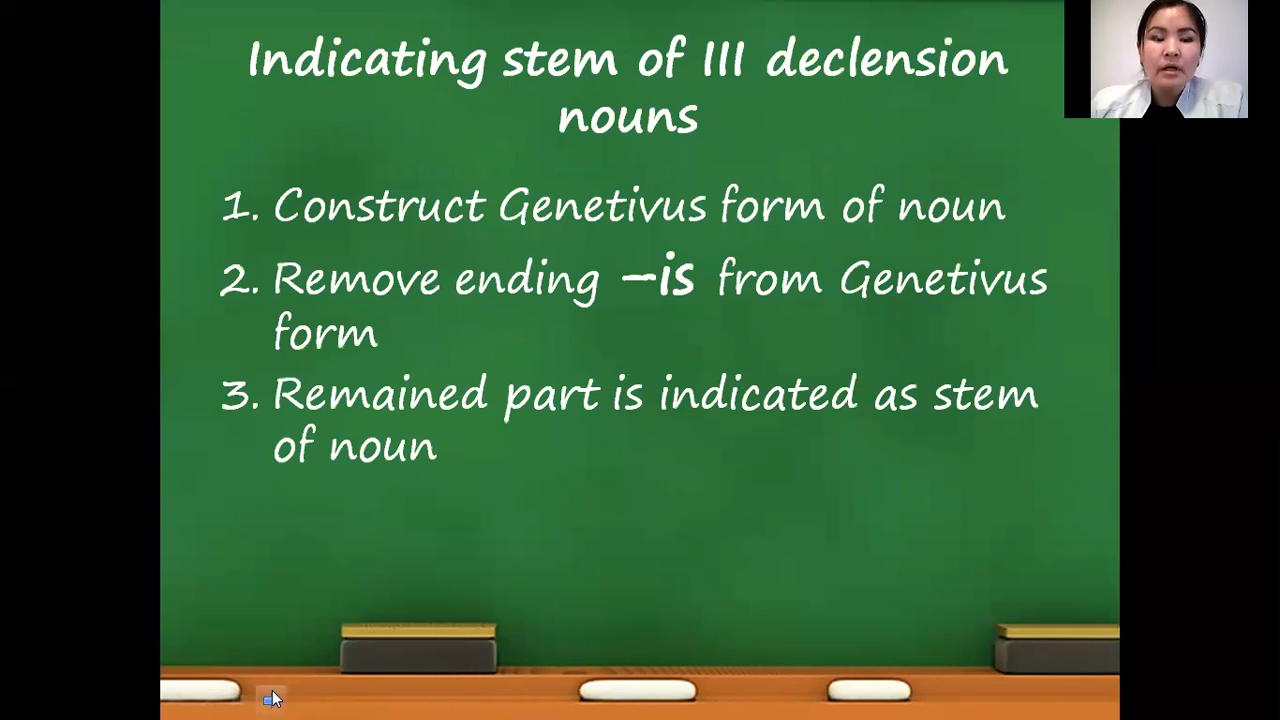 Indicating stem of III declension
nouns
1. Construct Genetivus form of noun
2. Remove ending –is from Genetivus
form
3. Remained part is indicated as stem
of noun